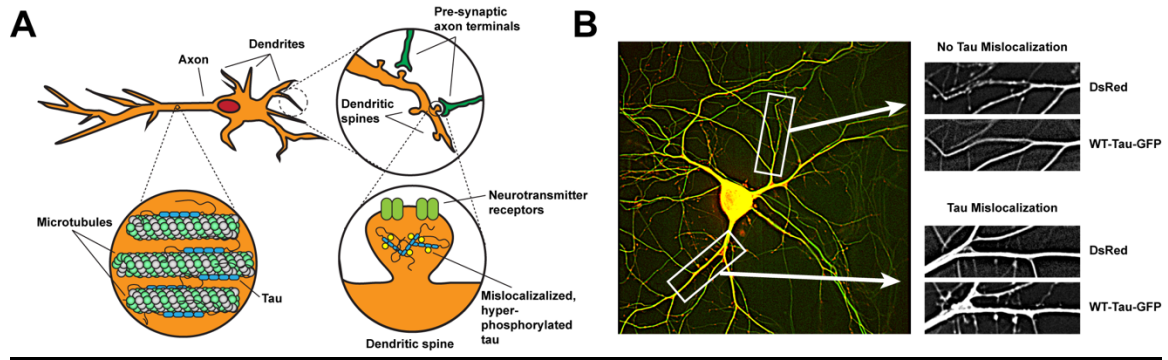 A
Axon
Dendrites
Pre-synaptic
axon terminals
Dendritic
spines
Microtubules
Tau
Neurotransmitter
receptors
Mislocalizalized,
hyper-
phosphorylated
tau
Dendritic spine
B
No Tau Mislocalization
DsRed
WT-Tau-GFP
Tau Mislocalization
DsRed
WT-Tau-GFP